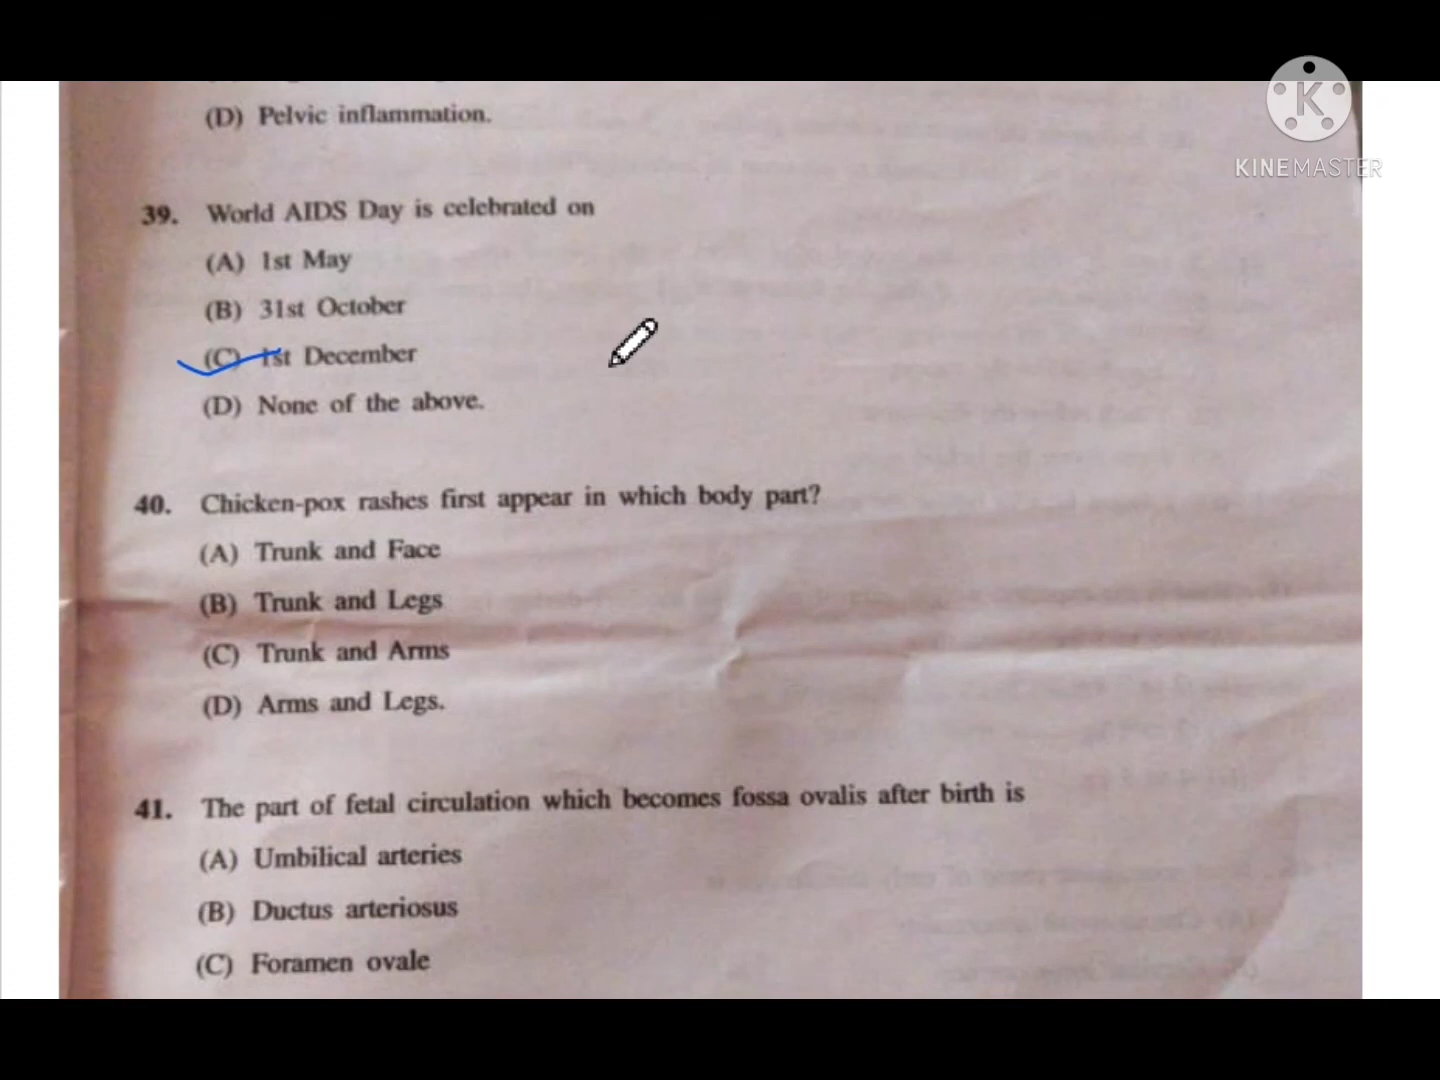 (D) Pelvic inflammation.
K
KINEMASTER
39. World AIDS Day is celebrated on
(A) 1st May
(B) 31st October
(C) 1st December
(D) None of the above.
40. Chicken-pox rashes first appear in which body part?
(A) Trunk and Face
(B) Trunk and Legs
(C) Trunk and Arms
(D) Arms and Legs.
41. The part of fetal circulation which becomes fossa ovalis after birth is
(A) Umbilical arteries
(B) Ductus arteriosus
(C) Foramen ovale